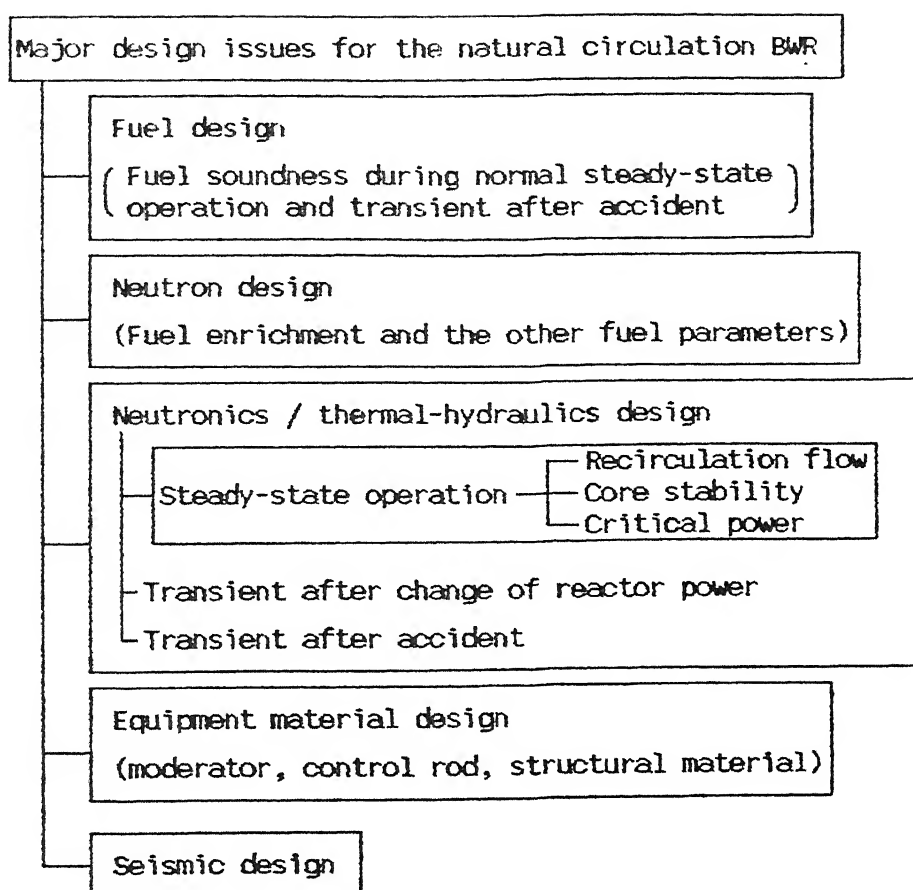 Major design issues for the natural circulation BWR
Fuel design
( Fuel soundness during normal steady-state
operation and transient after accident )
Neutron design
(Fuel enrichment and the other fuel parameters)
Neutronics / thermal-hydraulics design
Recirculation flow
Steady-state operation Core stability
Critical power
Transient after change of reactor power
Transient after accident
Equipment material design
(moderator, control rod, structural material)
Seismic design